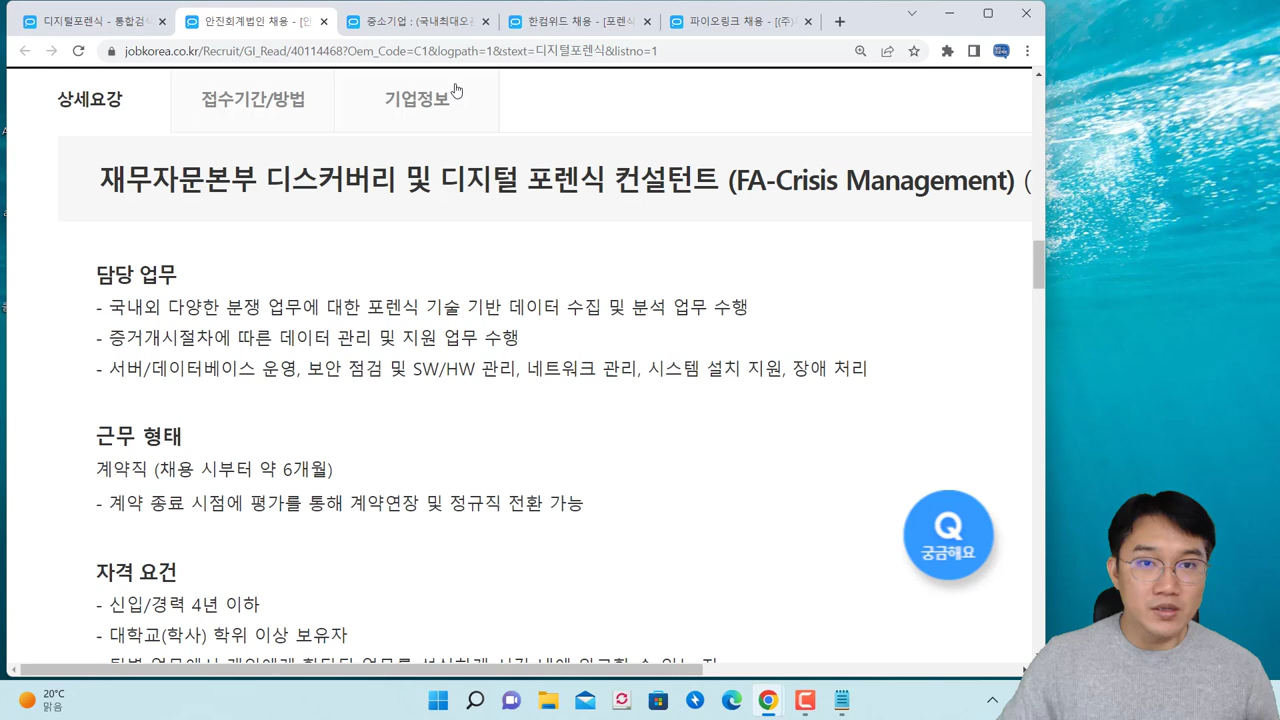 디지털포렌식 - 통합검색
안진회계법인 채용 - [안
중소기업 : (국내최대오
한컴위드 채용 - [포렌식
파이오링크 채용 - [(주)
jobkorea.co.kr/Recruit/GI_Read/40114468?Oem_Code=C1&logpath=1&stext=디지털포렌식&listno=1
상세요강
접수기간/방법
기업정보
재무자문본부 디스커버리 및 디지털 포렌식 컨설턴트 (FA-Crisis Management) (
담당 업무
- 국내외 다양한 분쟁 업무에 대한 포렌식 기술 기반 데이터 수집 및 분석 업무 수행
- 증거개시절차에 따른 데이터 관리 및 지원 업무 수행
- 서버/데이터베이스 운영, 보안 점검 및 SW/HW 관리, 네트워크 관리, 시스템 설치 지원, 장애 처리
근무 형태
계약직 (채용 시부터 약 6개월)
- 계약 종료 시점에 평가를 통해 계약연장 및 정규직 전환 가능
Q
궁금해요
자격 요건
- 신입/경력 4년 이하
- 대학교(학사) 학위 이상 보유자
20°C
맑음